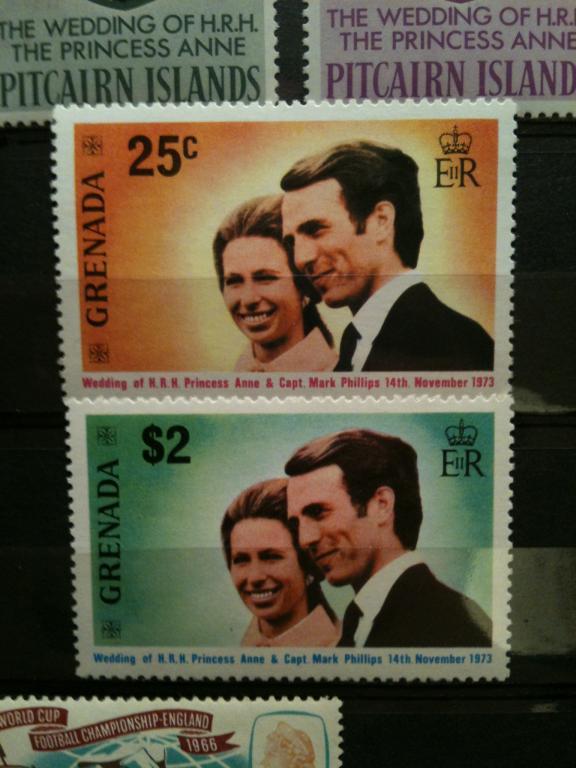 THE WEDDING OF H.R.H.
THE PRINCESS ANNE
PITCAIRN ISLANDS
THE WEDDING OF H.R.
THE PRINCESS ANNE
PITCAIRN ISLAND
25c
EIIR
GRENADA
Wedding of H.R.H. Princess Anne & Capt. Mark Phillips 14th. November 1973
$2
EIIR
GRENADA
Wedding of H.R.H. Princess Anne & Capt. Mark Phillips 14th. November 1973
WORLD CUP
FOOTBALL CHAMPIONSHIP-ENGLAND
1966